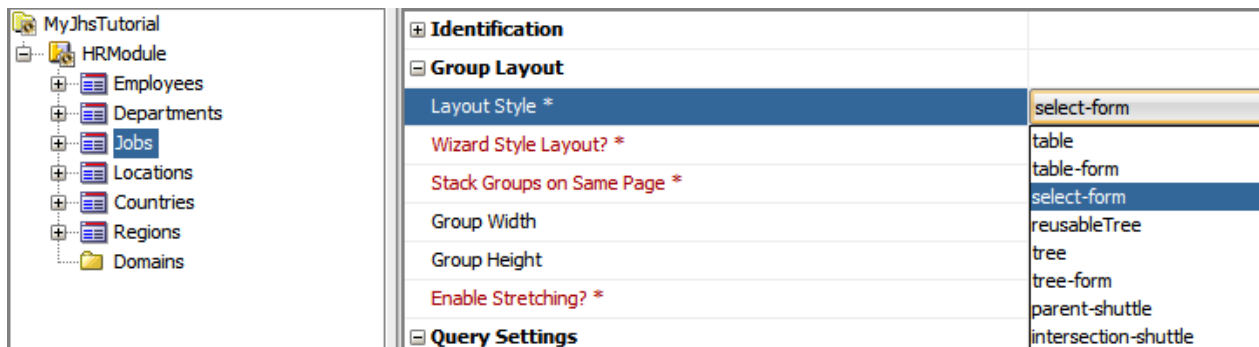 MyJhsTutorial
HRModule
Employees
Departments
Jobs
Locations
Countries
Regions
Domains
Identification
Group Layout
Layout Style *
select-form
Wizard Style Layout? *
Stack Groups on Same Page *
Group Width
Group Height
Enable Stretching? *
Query Settings
table
table-form
select-form
reusableTree
tree
tree-form
parent-shuttle
intersection-shuttle